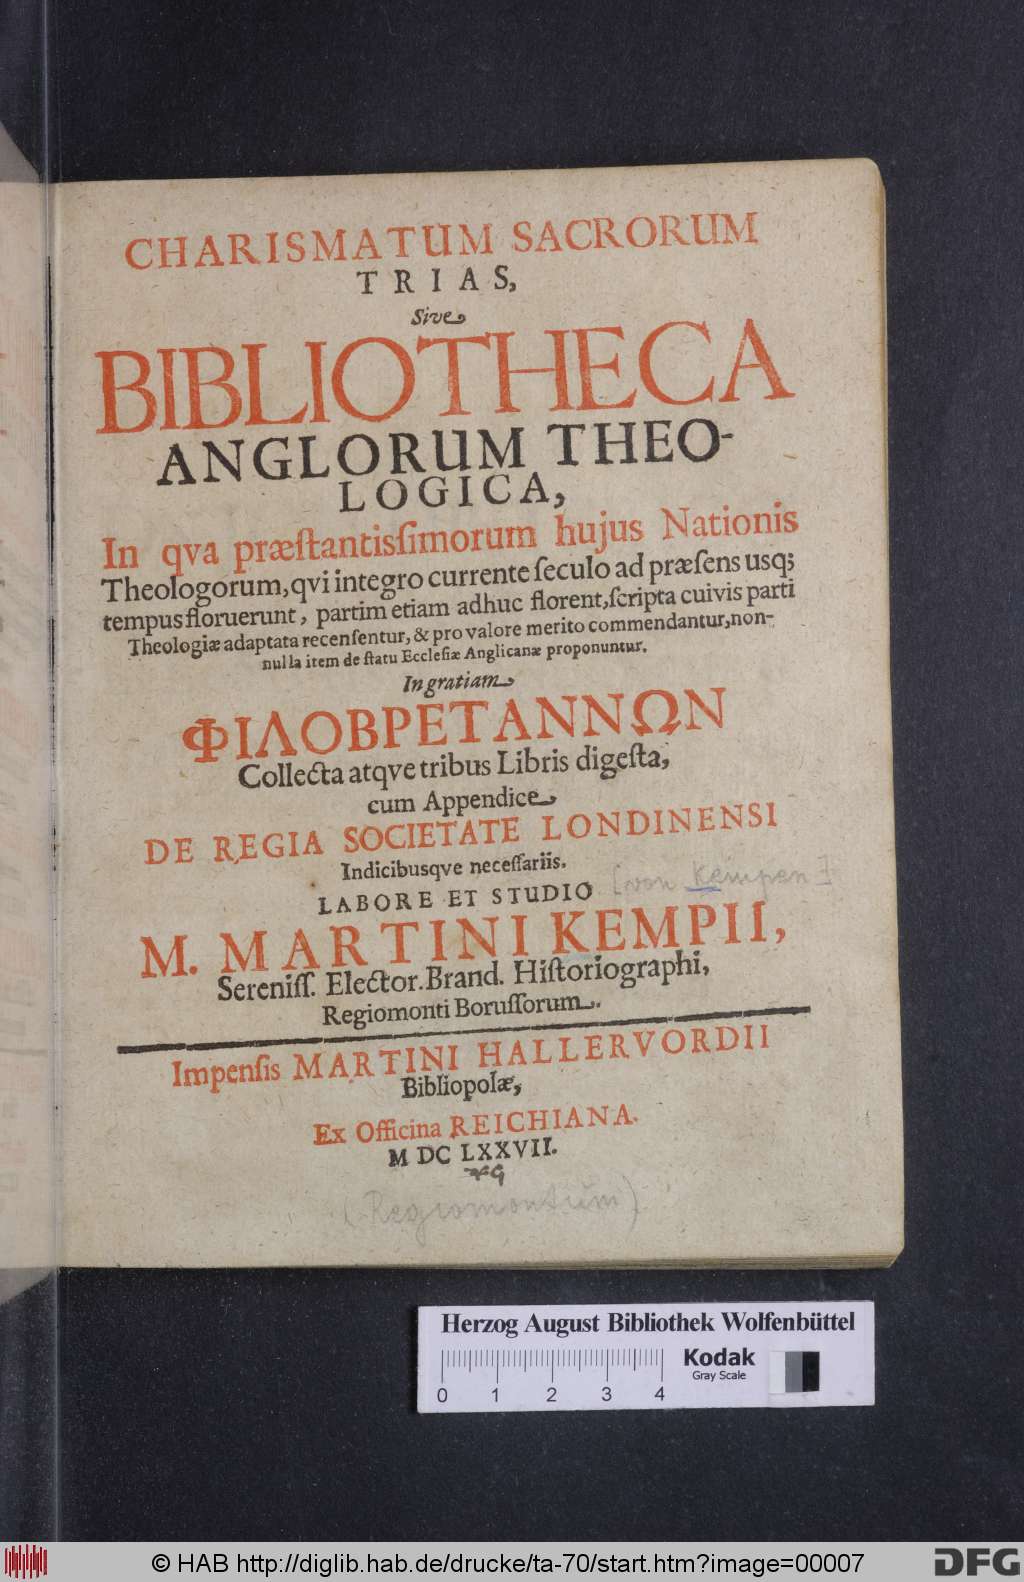 CHARISMATUM SACRORUM
TRIAS,
Sive
BIBLIOTHECA
ANGLORUM THEO-
LOGICA,
In qva præstantissimorum hujus Nationis
Theologorum, qvi integro currente seculo ad præsens usq;
tempus floruerunt, partim etiam adhuc florent, scripta cuivis parti
Theologiæ adaptata recensentur, & pro valore merito commendantur, non-
nulla item de statu Ecclesiæ Anglicanæ proponuntur.
In gratiam
ΦΙΛΟΒΡΕΤΑΝΝΩΝ
Collecta atqve tribus Libris digesta,
cum Appendice
DE REGIA SOCIETATE LONDINENSI
Indicibusqve necessariis.
LABORE ET STUDIO [von Kempen]
M. MARTINI KEMPII,
Sereniss. Elector. Brand. Historiographi,
Regiomonti Borussorum.
Impensis MARTINI HALLERVORDII
Bibliopolæ,
Ex Officina REICHIANA.
M DC LXXVII.
(Regiomontium)
Herzog August Bibliothek Wolfenbüttel
Kodak
Gray Scale
0 1 2 3 4
© HAB http://diglib.hab.de/drucke/ta-70/start.htm?image=00007
DFG